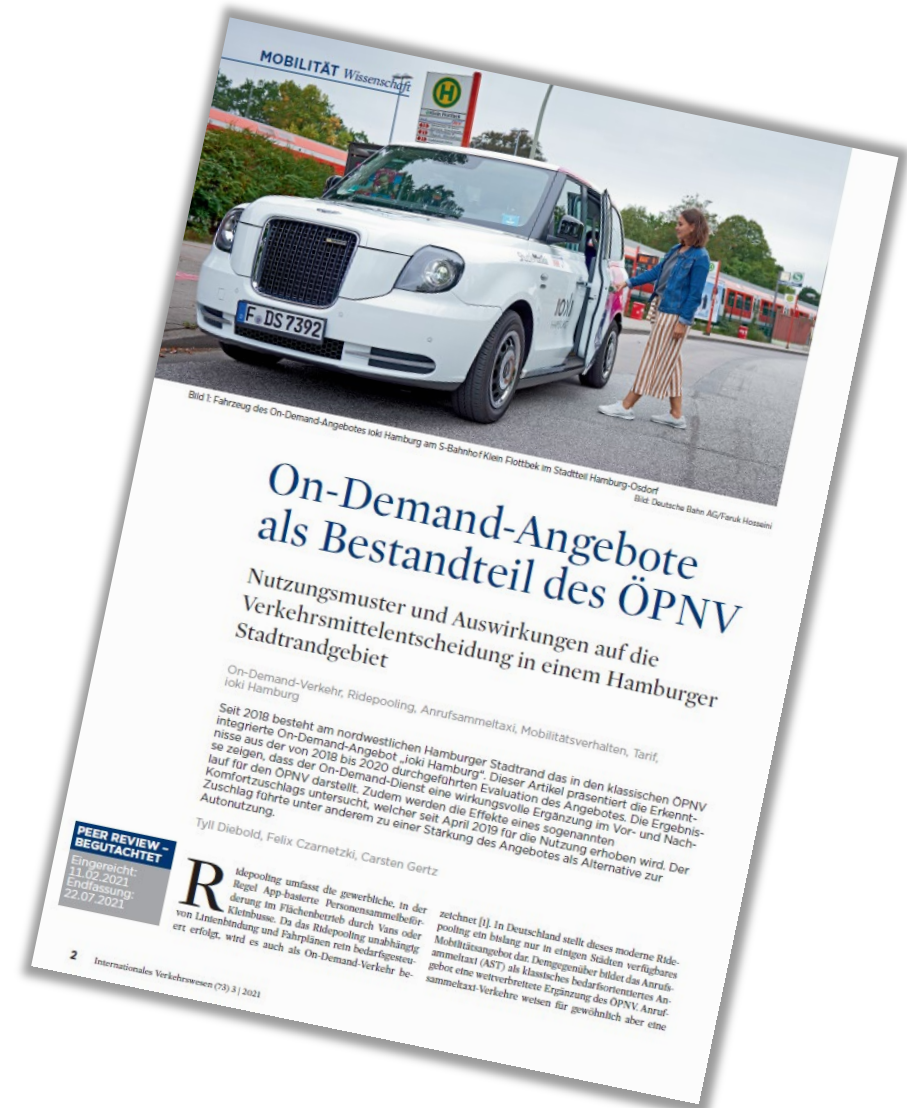 MOBILITÄT Wissenschaft
H
F DS 7392
ioki
Bild 1: Fahrzeug des On-Demand-Angebotes ioki Hamburg am S-Bahnhof Klein Flottbek im Stadtteil Hamburg-Osdorf
Bild: Deutsche Bahn AG/Faruk Hosseini
On-Demand-Angebote
als Bestandteil des ÖPNV
Nutzungsmuster und Auswirkungen auf die
Verkehrsmittelentscheidung in einem Hamburger
Stadtrandgebiet
On-Demand-Verkehr, Ridepooling, Anrufsammeltaxi, Mobilitätsverhalten, Tarif,
ioki Hamburg
Seit 2018 besteht am nordwestlichen Hamburger Stadtrand das in den klassischen ÖPNV
integrierte On-Demand-Angebot „ioki Hamburg“. Dieser Artikel präsentiert die Erkennt-
nisse aus der von 2018 bis 2020 durchgeführten Evaluation des Angebotes. Die Ergebnis-
se zeigen, dass der On-Demand-Dienst eine wirkungsvolle Ergänzung im Vor- und Nach-
lauf für den ÖPNV darstellt. Zudem werden die Effekte eines sogenannten
Komfortzuschlags untersucht, welcher seit April 2019 für die Nutzung erhoben wird. Der
Zuschlag führte unter anderem zu einer Stärkung des Angebotes als Alternative zur
Autonutzung.
Tyll Diebold, Felix Czarnetzki, Carsten Gertz
PEER REVIEW –
BEGUTACHTET
Eingereicht:
11.02.2021
Endfassung:
22.07.2021
Ridepooling umfasst die gewerbliche, in der
Regel App-basierte Personensammelbeför-
derung im Flächenbetrieb durch Vans oder
Kleinbusse. Da das Ridepooling unabhängig
von Linienbindung und Fahrplänen rein bedarfsgesteu-
ert erfolgt, wird es auch als On-Demand-Verkehr be-
zeichnet [1]. In Deutschland stellt dieses moderne Ride-
pooling ein bislang nur in einigen Städten verfügbares
Mobilitätsangebot dar. Demgegenüber bildet das Anrufs-
ammeltaxi (AST) als klassisches bedarfsorientiertes An-
gebot eine weitverbreitete Ergänzung des ÖPNV. Anruf-
sammeltaxi-Verkehre weisen für gewöhnlich aber eine
2 Internationales Verkehrswesen (73) 3 | 2021